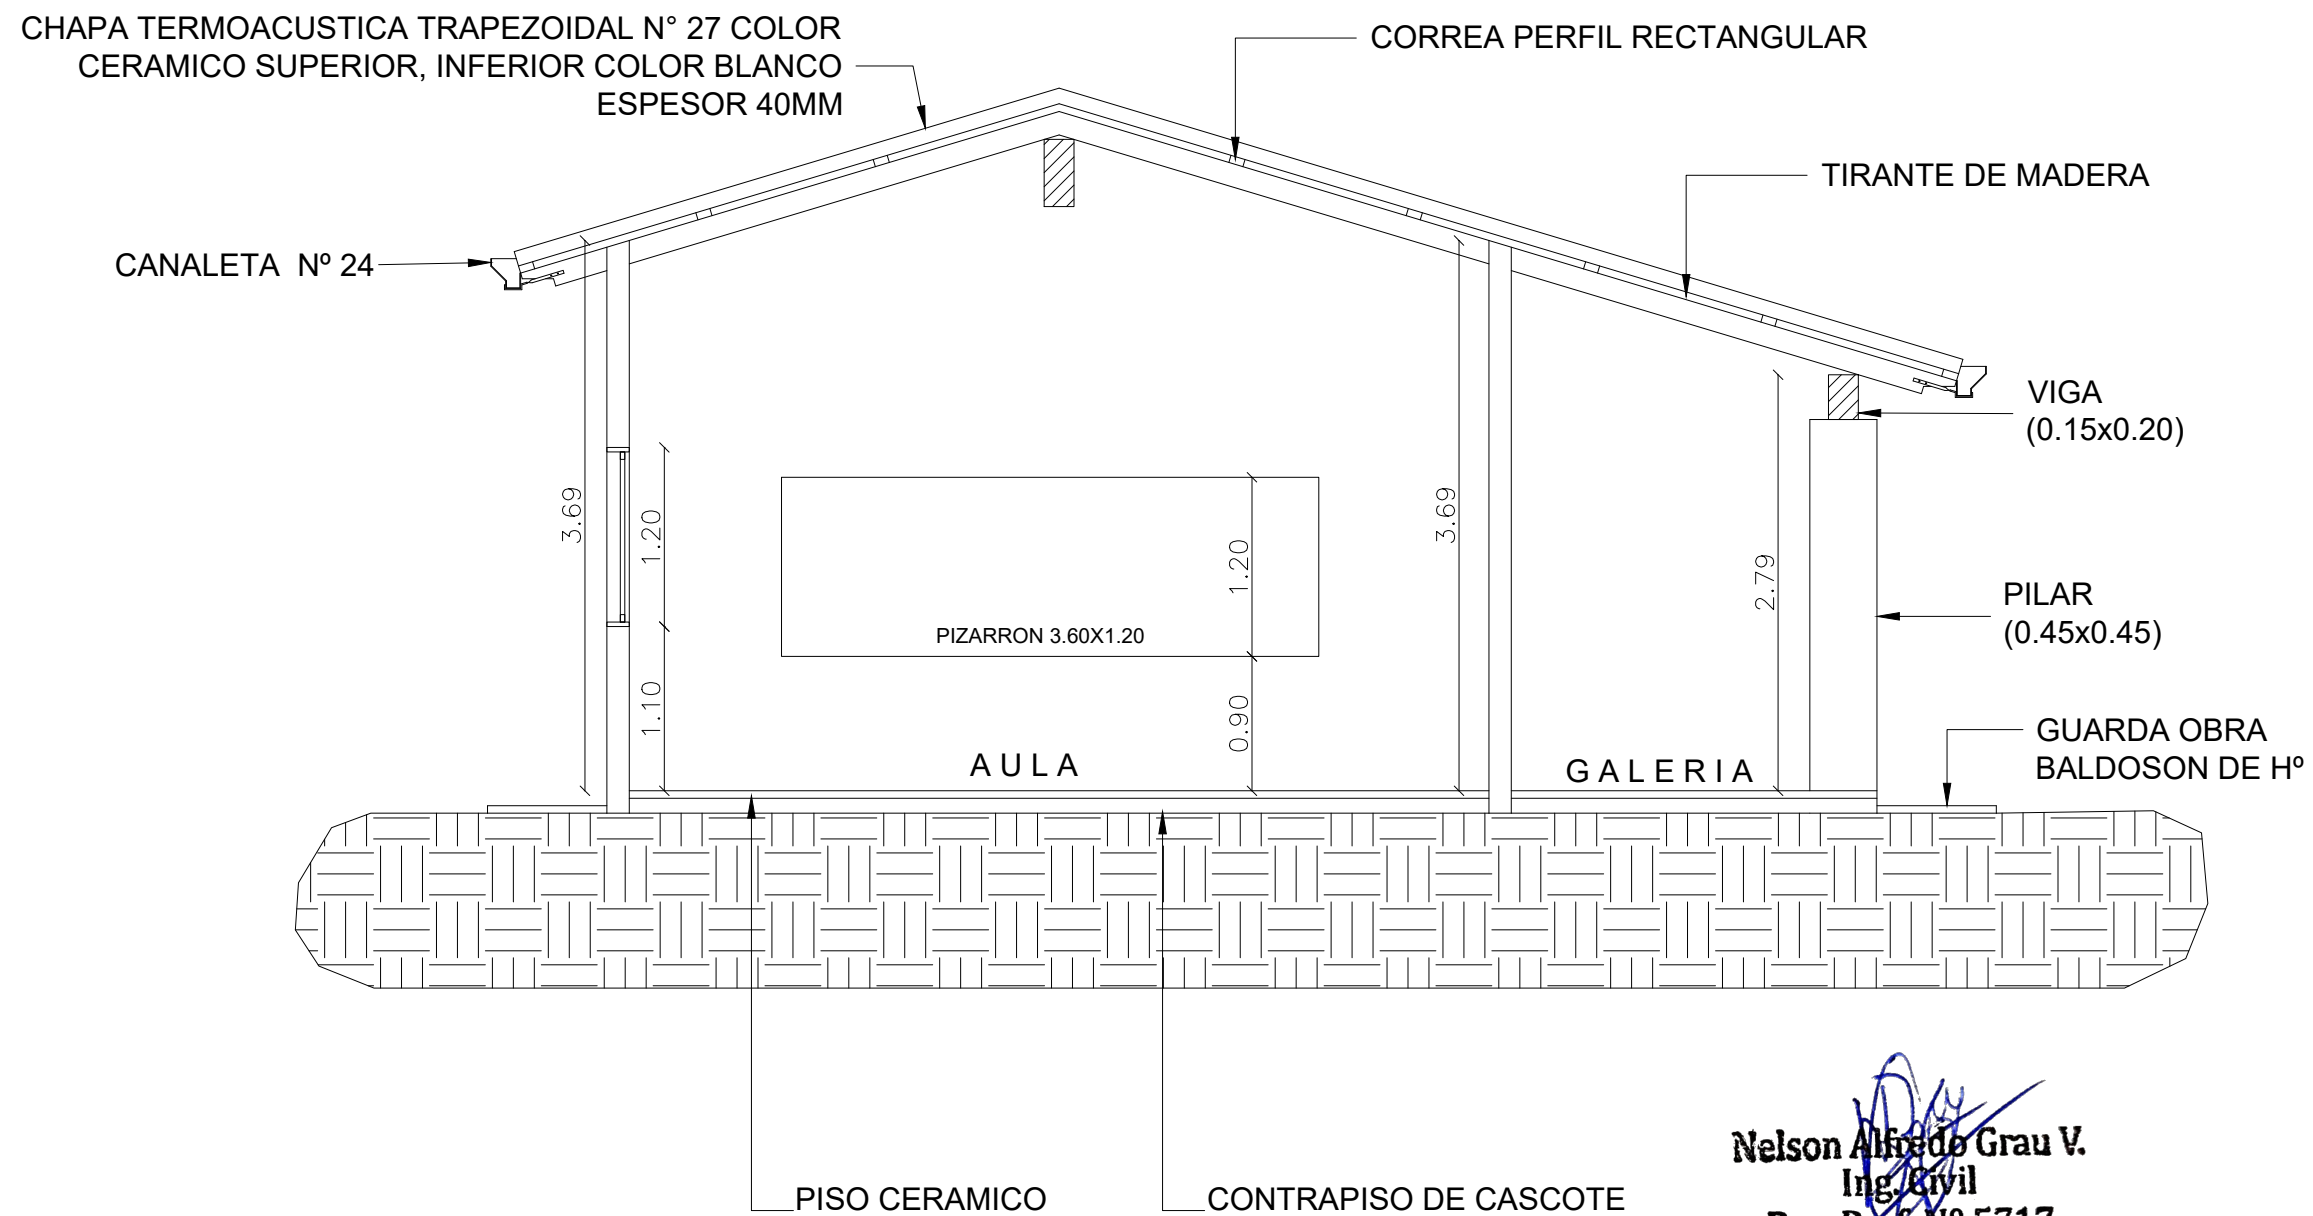 CHAPA TERMOACUSTICA TRAPEZOIDAL N° 27 COLOR
CERAMICO SUPERIOR, INFERIOR COLOR BLANCO
ESPESOR 40MM
CORREA PERFIL RECTANGULAR
TIRANTE DE MADERA
CANALETA Nº 24
VIGA
(0.15x0.20)
3.69
1.20
1.20
3.69
2.79
PIZARRON 3.60X1.20
PILAR
(0.45x0.45)
1.10
0.90
AULA
GALERIA
GUARDA OBRA
BALDOSON DE Hº
PISO CERAMICO
CONTRAPISO DE CASCOTE
Nelson Alfredo Grau V.
Ing. Civil
Nº 5717